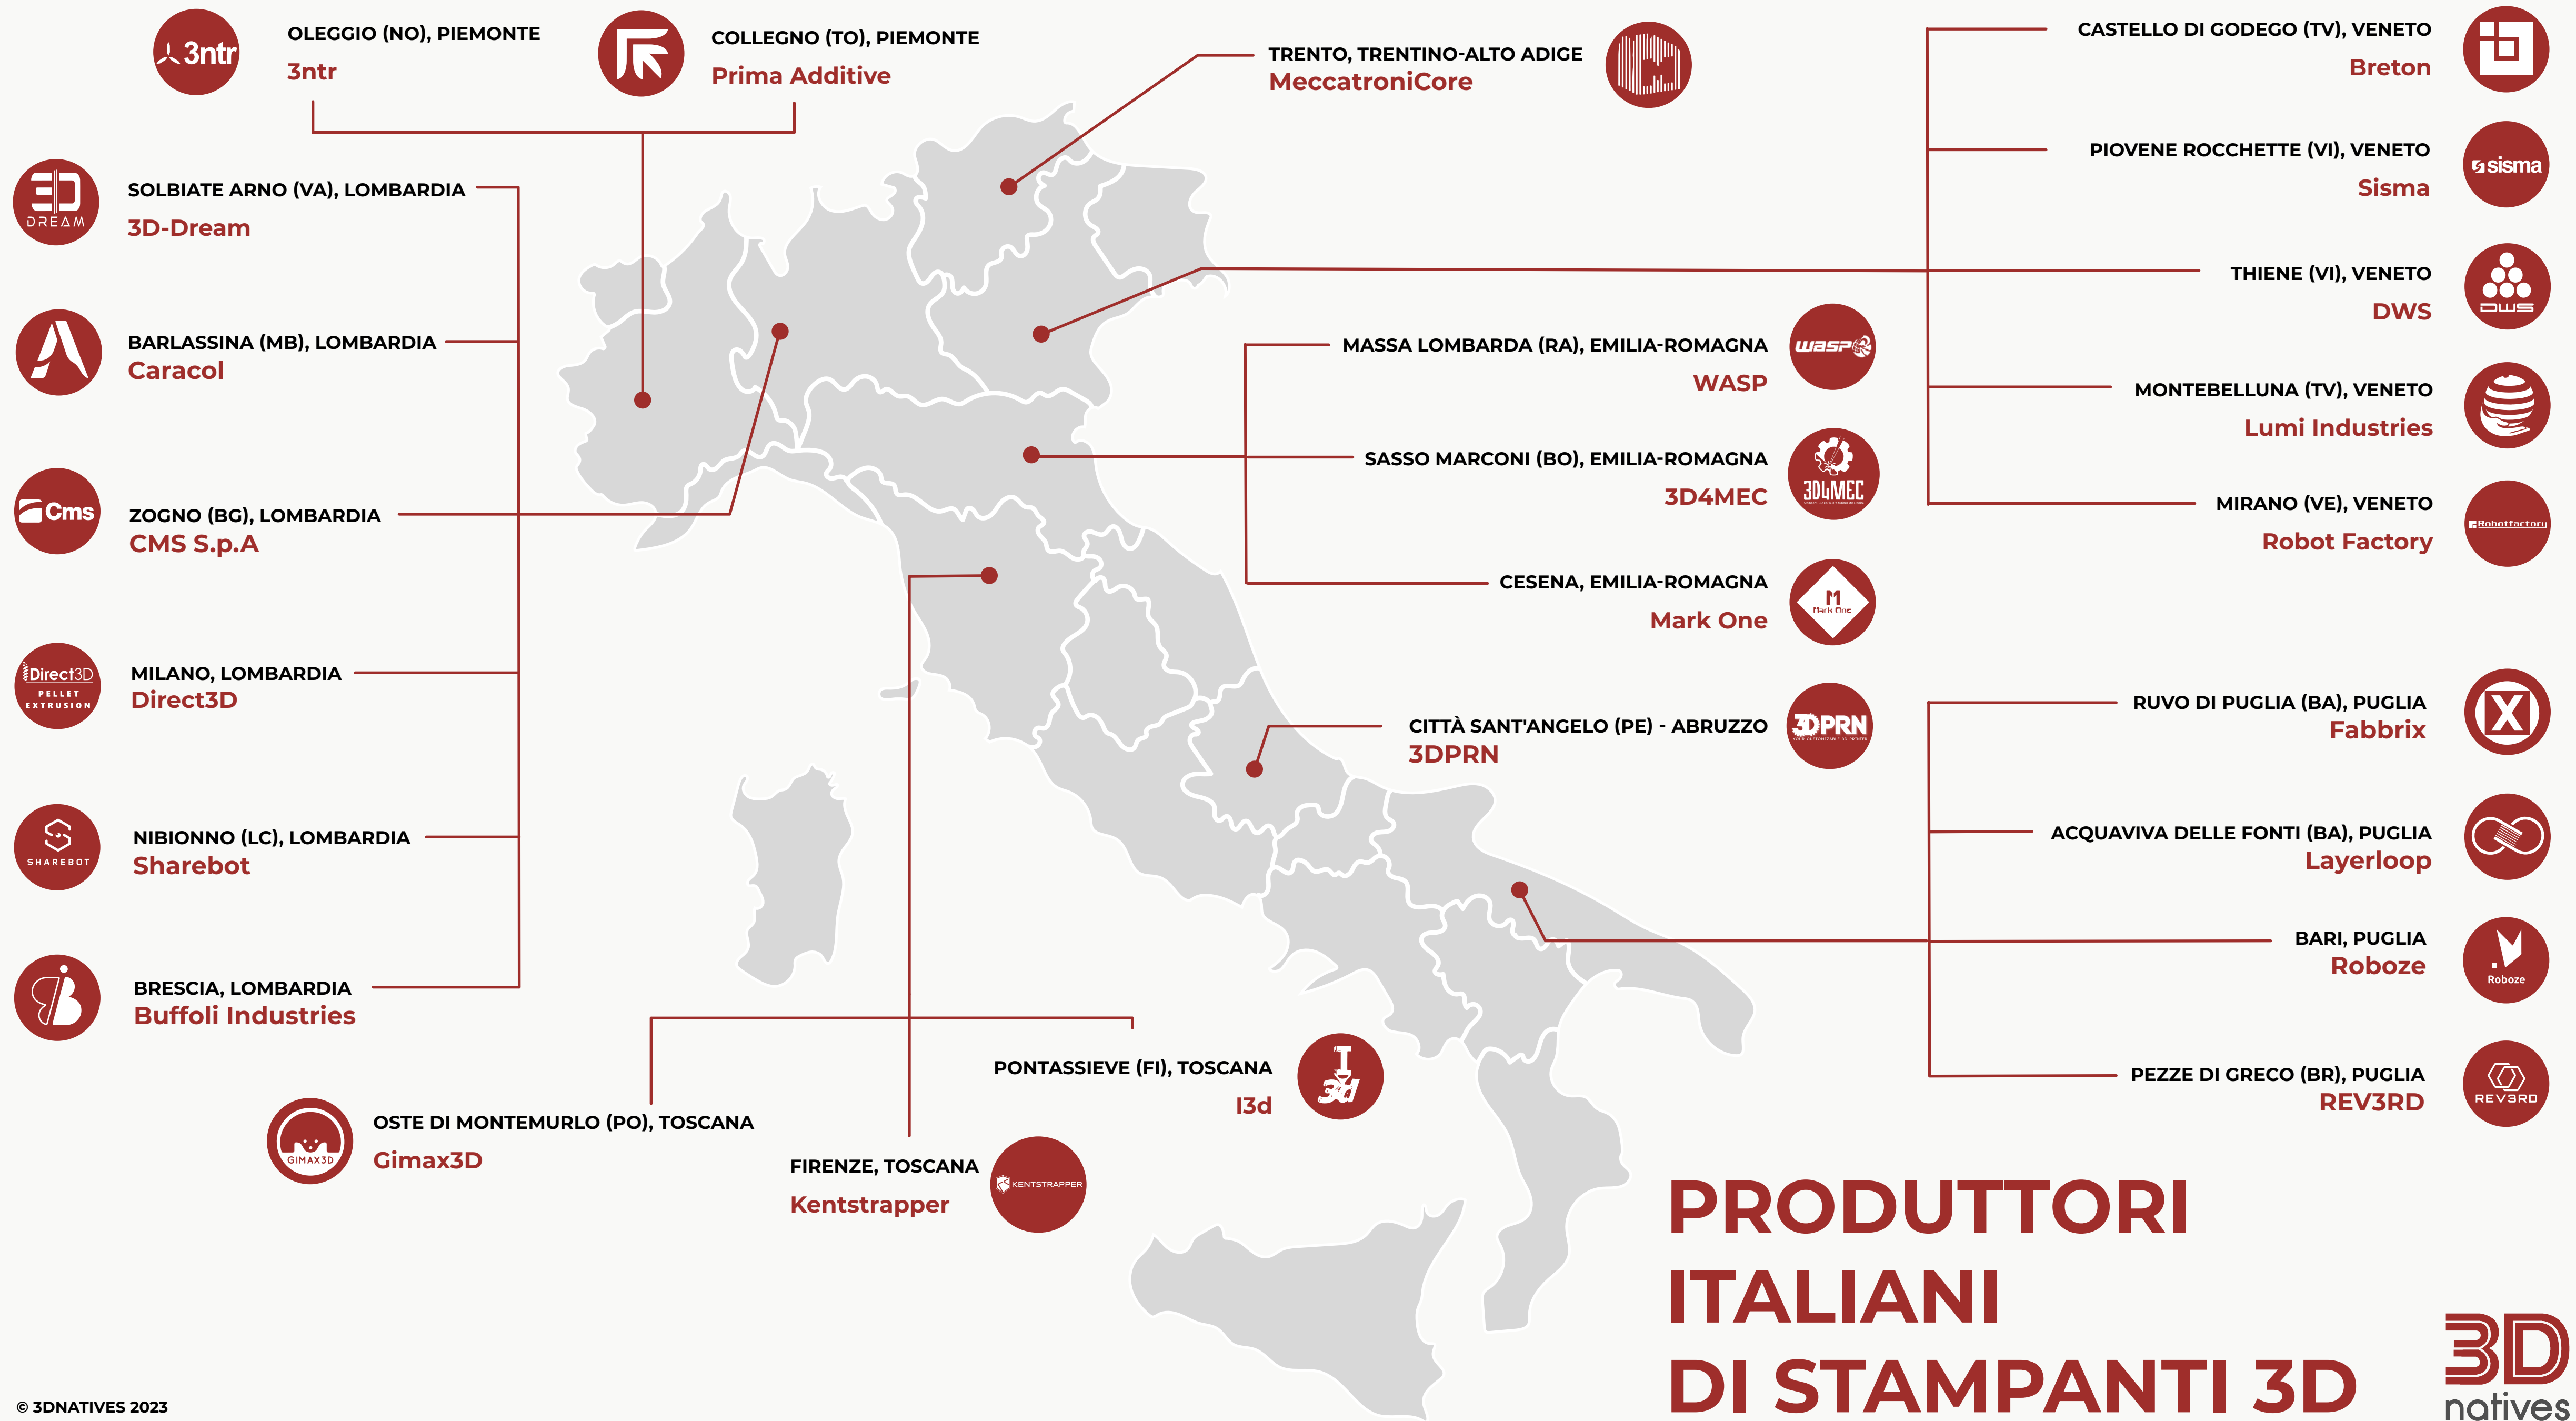 3ntr
OLEGGIO (NO), PIEMONTE
3ntr
COLLEGNO (TO), PIEMONTE
Prima Additive
TRENTO, TRENTINO-ALTO ADIGE
MeccatroniCore
CASTELLO DI GODEGO (TV), VENETO
Breton
PIOVENE ROCCHETTE (VI), VENETO
Sisma
sisma
THIENE (VI), VENETO
DWS
DWS
MONTEBELLUNA (TV), VENETO
Lumi Industries
MIRANO (VE), VENETO
Robot Factory
Robotfactory
3D
DREAM
SOLBIATE ARNO (VA), LOMBARDIA
3D-Dream
BARLASSINA (MB), LOMBARDIA
Caracol
Cms
ZOGNO (BG), LOMBARDIA
CMS S.p.A
Direct3D
PELLET
EXTRUSION
MILANO, LOMBARDIA
Direct3D
SHAREBOT
NIBIONNO (LC), LOMBARDIA
Sharebot
BRESCIA, LOMBARDIA
Buffoli Industries
MASSA LOMBARDA (RA), EMILIA-ROMAGNA
WASP
WASP
SASSO MARCONI (BO), EMILIA-ROMAGNA
3D4MEC
3D4MEC
CESENA, EMILIA-ROMAGNA
Mark One
M
Mark One
CITTÀ SANT'ANGELO (PE) - ABRUZZO
3DPRN
3DPRN
YOUR CUSTOMIZABLE 3D PRINTER
RUVO DI PUGLIA (BA), PUGLIA
Fabbrix
X
ACQUAVIVA DELLE FONTI (BA), PUGLIA
Layerloop
BARI, PUGLIA
Roboze
Roboze
PEZZE DI GRECO (BR), PUGLIA
REV3RD
REV3RD
PONTASSIEVE (FI), TOSCANA
I3d
I
3d
GIMAX3D
OSTE DI MONTEMURLO (PO), TOSCANA
Gimax3D
FIRENZE, TOSCANA
Kentstrapper
KENTSTRAPPER
PRODUTTORI
ITALIANI
DI STAMPANTI 3D
3D
natives
© 3DNATIVES 2023